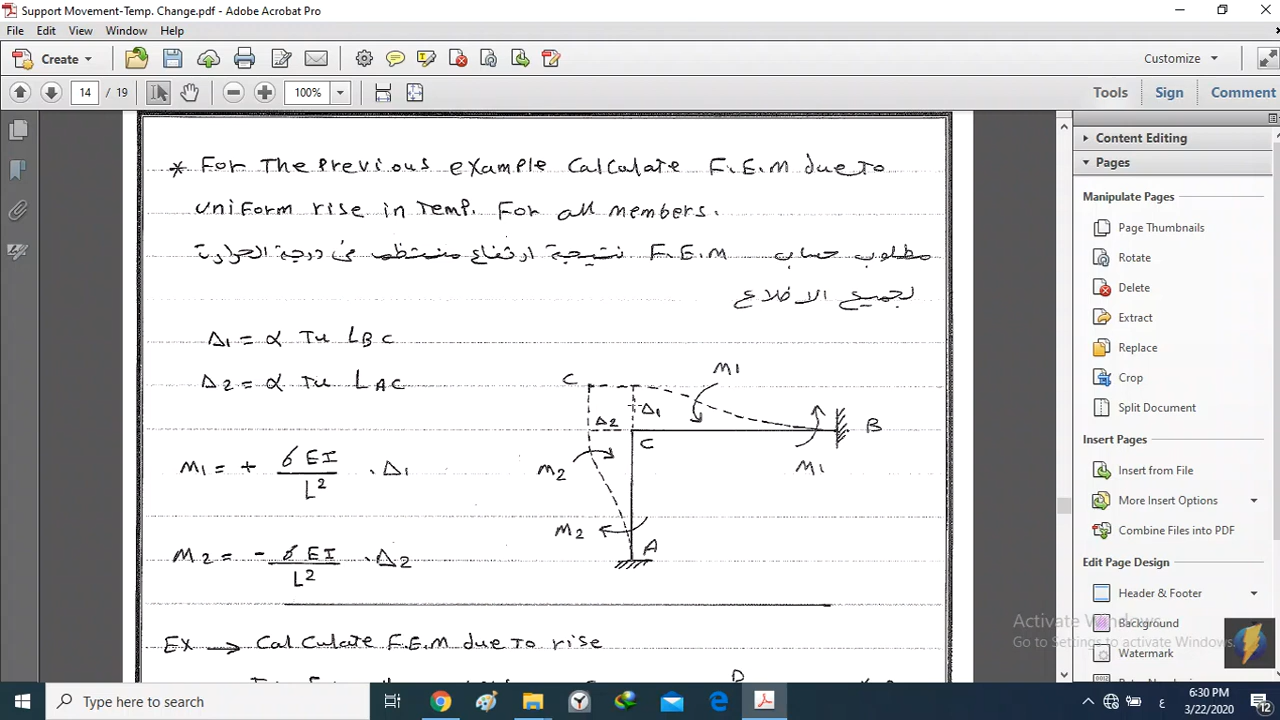 Support Movement-Temp. Change.pdf - Adobe Acrobat Pro
File Edit View Window Help
Create
Customize
14 / 19
100%
Tools Sign Comment
* For The Previous example Calculate F.E.M due To
uniform rise in Temp. For all members.
مطلوب حساب F.E.M نتيجة ارتفاع منتظم فى درجة الحرارة
لجميع الاضلاع
Δ1 = α Tu LBC
Δ2 = α Tu LAC
M1 = + 6EI/L² . Δ1
M2 = - 6EI/L² . Δ2
C
M1
Δ1
Δ2
C
B
M2
M1
M2
A
EX → Calculate F.E.M due To rise
Content Editing
Pages
Manipulate Pages
Page Thumbnails
Rotate
Delete
Extract
Replace
Crop
Split Document
Insert Pages
Insert from File
More Insert Options
Combine Files into PDF
Edit Page Design
Header & Footer
Background
Watermark
Activate Windows
Go to Settings to activate Windows.
Type here to search
ع
6:30 PM
3/22/2020
12